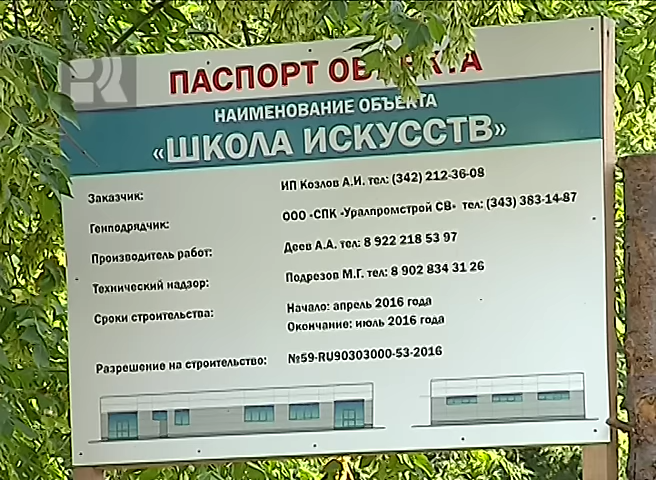 ПАСПОРТ ОБЪЕКТА
НАИМЕНОВАНИЕ ОБЪЕКТА
«ШКОЛА ИСКУССТВ»
Заказчик: ИП Козлов А.И. тел: (342) 212-36-08
Генподрядчик: ООО «СПК «Уралпромстрой СВ» тел: (343) 383-14-87
Производитель работ: Деев А.А. тел: 8 922 218 53 97
Технический надзор: Подрезов М.Г. тел: 8 902 834 31 26
Сроки строительства: Начало: апрель 2016 года
Окончание: июль 2016 года
Разрешение на строительство: №59-RU90303000-53-2016